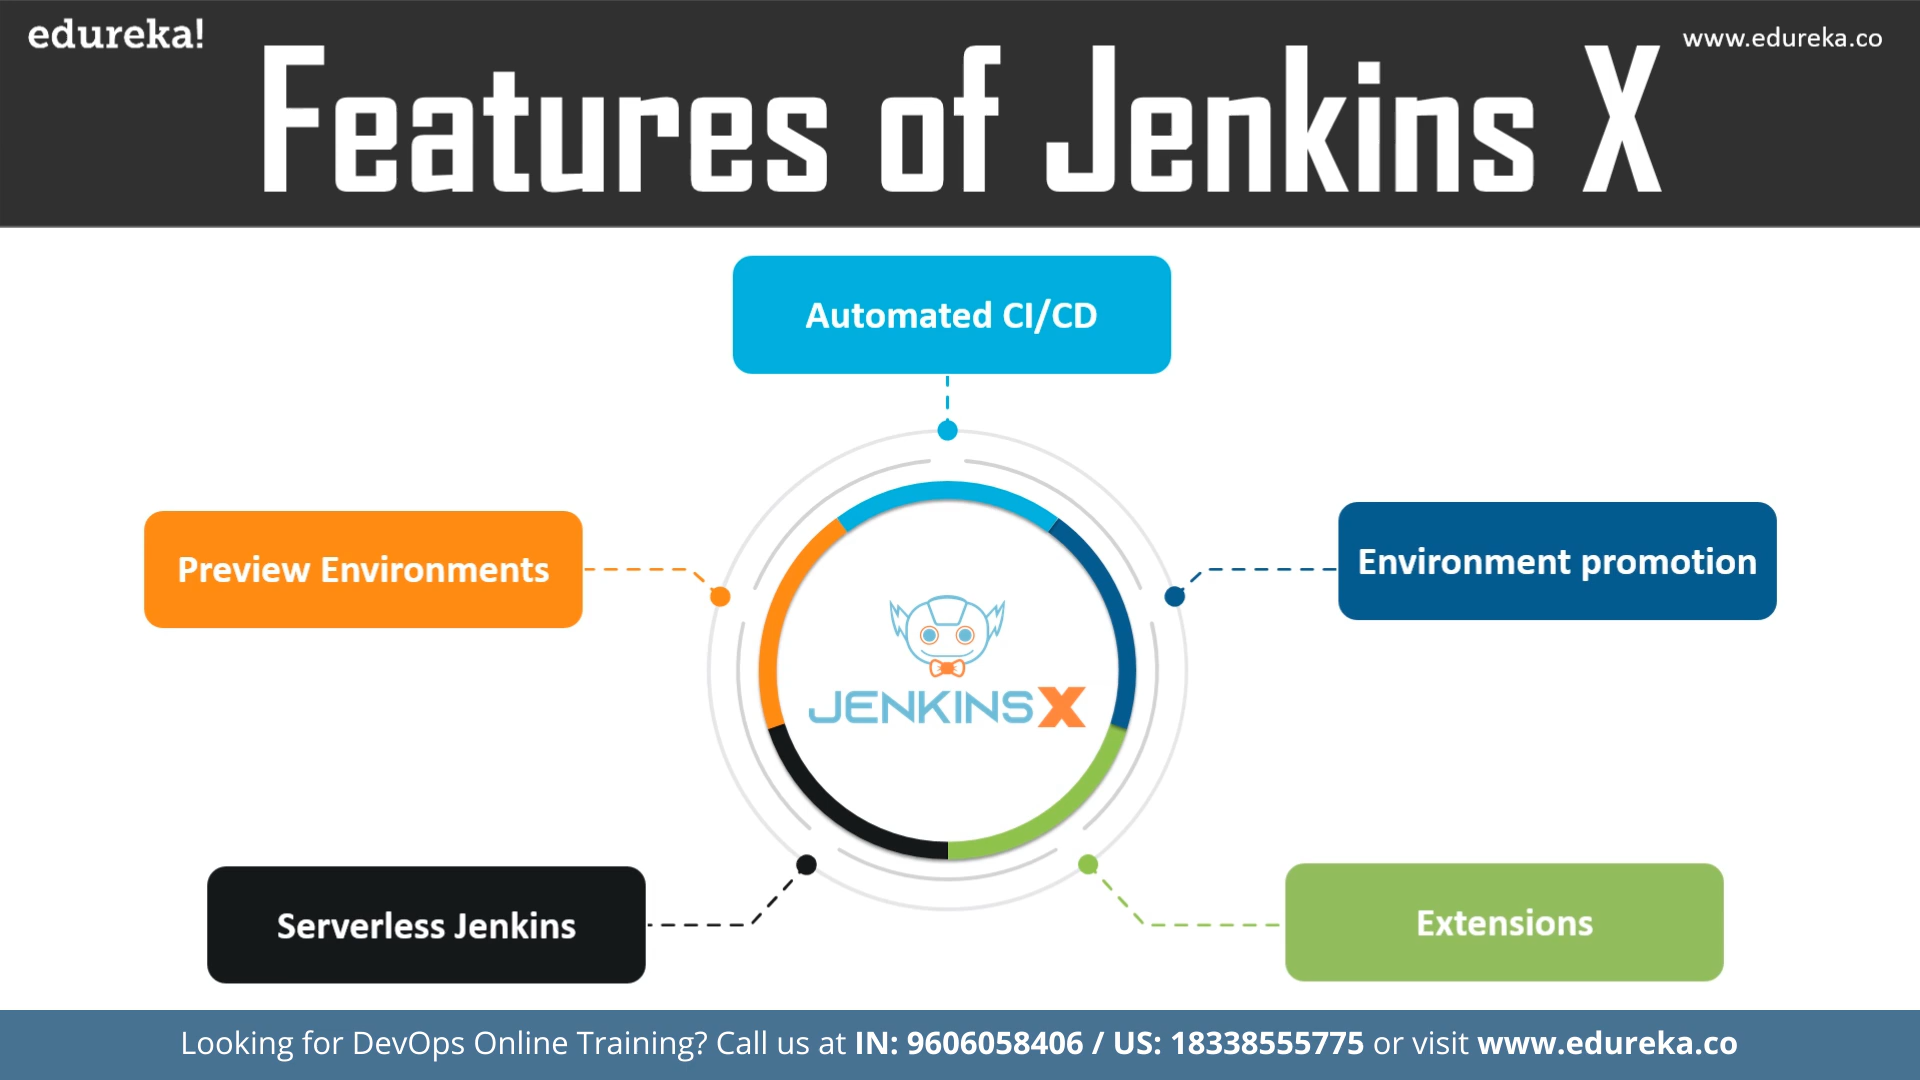 edureka!
www.edureka.co
Features of Jenkins X
Automated CI/CD
Preview Environments
Environment promotion
JENKINS X
Serverless Jenkins
Extensions
Looking for DevOps Online Training? Call us at IN: 9606058406 / US: 18338555775 or visit www.edureka.co